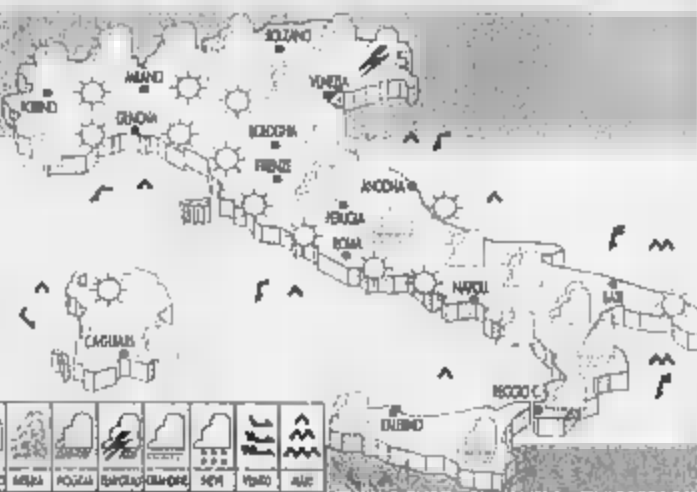 BOLZANO
MILANO
VENEZIA
TORINO
GENOVA
BOLOGNA
FIRENZE
ANCONA
PERUGIA
ROMA
NAPOLI
BARI
CAGLIARI
REGGIO C.
PALERMO
NEBBIA
PIOGGIA
TEMPORALE
GRANDINE
NEVE
VENTO
MARE